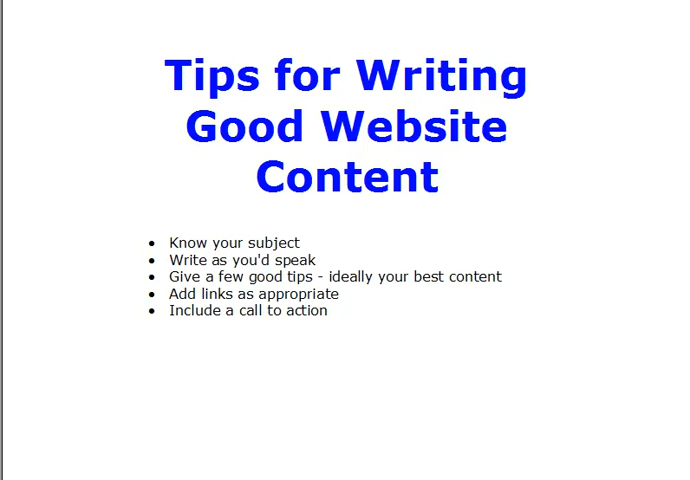 Tips for Writing
Good Website
Content
• Know your subject
• Write as you'd speak
• Give a few good tips - ideally your best content
• Add links as appropriate
• Include a call to action